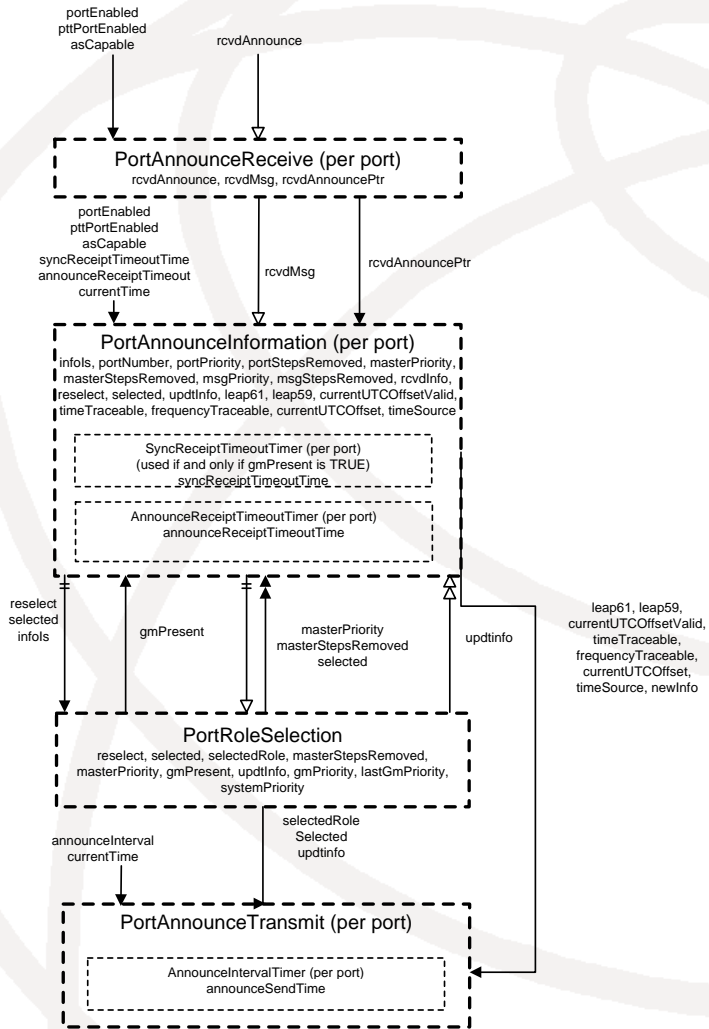 portEnabled
pttPortEnabled
asCapable
rcvdAnnounce
PortAnnounceReceive (per port)
rcvdAnnounce, rcvdMsg, rcvdAnnouncePtr
portEnabled
pttPortEnabled
asCapable
syncReceiptTimeoutTime
announceReceiptTimeout
currentTime
rcvdMsg
rcvdAnnouncePtr
PortAnnounceInformation (per port)
infoIs, portNumber, portPriority, portStepsRemoved, masterPriority,
masterStepsRemoved, msgPriority, msgStepsRemoved, rcvdInfo,
reselect, selected, updtInfo, leap61, leap59, currentUTCOffsetValid,
timeTraceable, frequencyTraceable, currentUTCOffset, timeSource
SyncReceiptTimeoutTimer (per port)
(used if and only if gmPresent is TRUE)
syncReceiptTimeoutTime
AnnounceReceiptTimeoutTimer (per port)
announceReceiptTimeoutTime
reselect
selected
infoIs
gmPresent
masterPriority
masterStepsRemoved
selected
updtinfo
leap61, leap59,
currentUTCOffsetValid,
timeTraceable,
frequencyTraceable,
currentUTCOffset,
timeSource, newInfo
PortRoleSelection
reselect, selected, selectedRole, masterStepsRemoved,
masterPriority, gmPresent, updtInfo, gmPriority, lastGmPriority,
systemPriority
selectedRole
Selected
updtinfo
announceInterval
currentTime
PortAnnounceTransmit (per port)
AnnounceIntervalTimer (per port)
announceSendTime